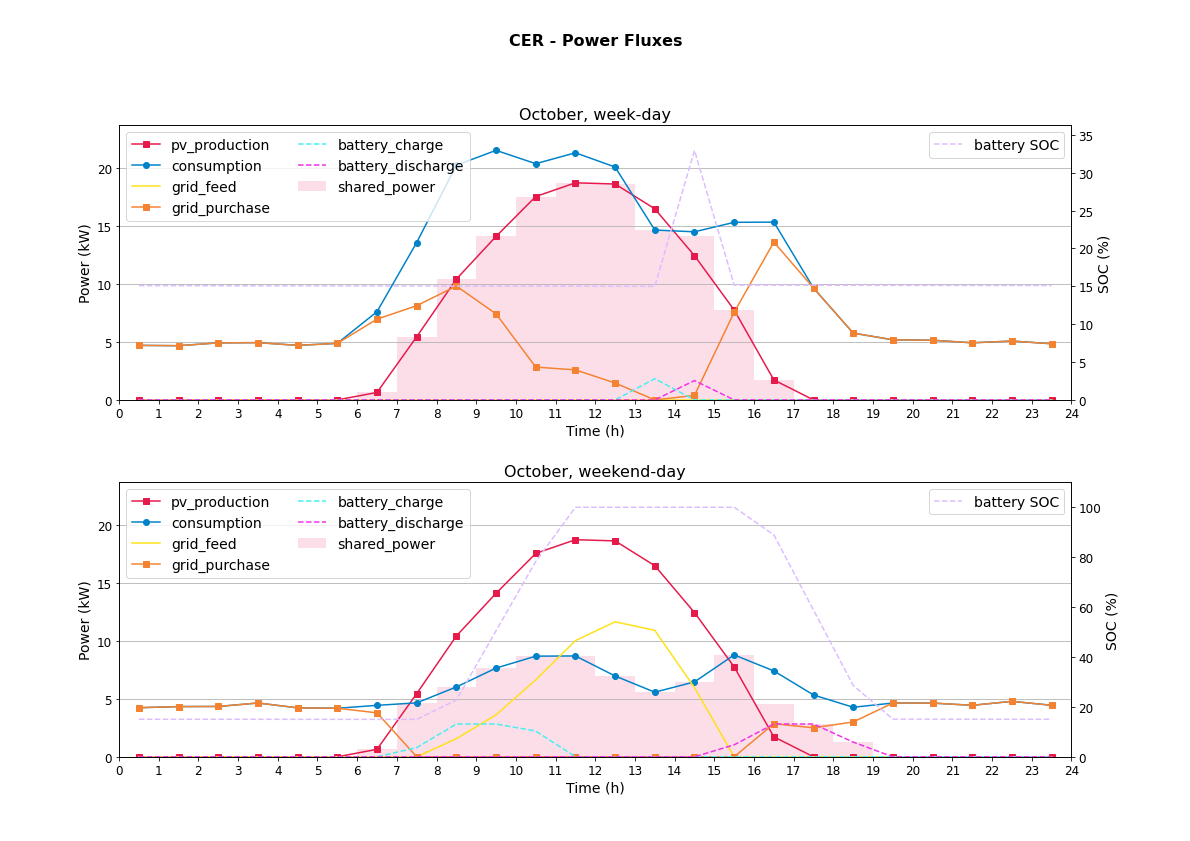 CER - Power Fluxes
October, week-day
pv_production
consumption
grid_feed
grid_purchase
battery_charge
battery_discharge
shared_power
battery SOC
Power (kW)
20
15
10
5
0
SOC (%)
35
30
25
20
15
10
5
0
0 1 2 3 4 5 6 7 8 9 10 11 12 13 14 15 16 17 18 19 20 21 22 23 24
Time (h)
October, weekend-day
pv_production
consumption
grid_feed
grid_purchase
battery_charge
battery_discharge
shared_power
battery SOC
Power (kW)
20
15
10
5
0
SOC (%)
100
80
60
40
20
0
0 1 2 3 4 5 6 7 8 9 10 11 12 13 14 15 16 17 18 19 20 21 22 23 24
Time (h)